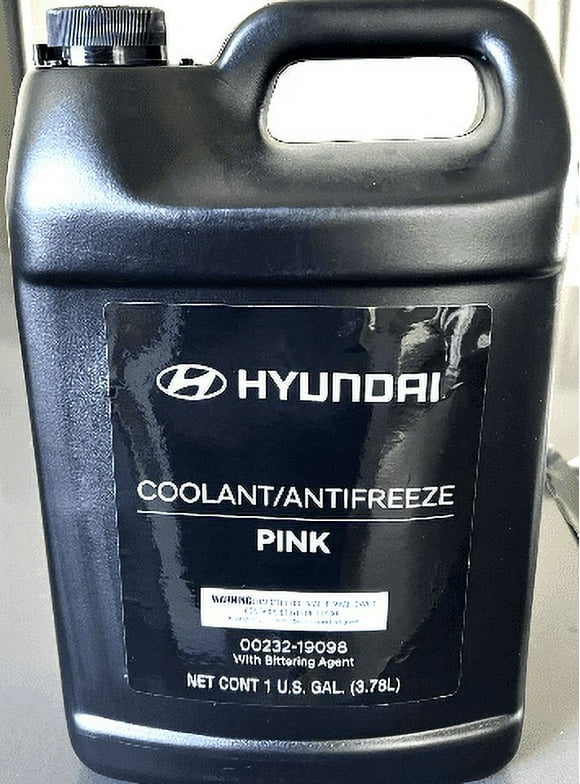 HYUNDAI
COOLANT/ANTIFREEZE
PINK
WARNING:
00232-19098
With Bittering Agent
NET CONT 1 U.S. GAL. (3.78L)